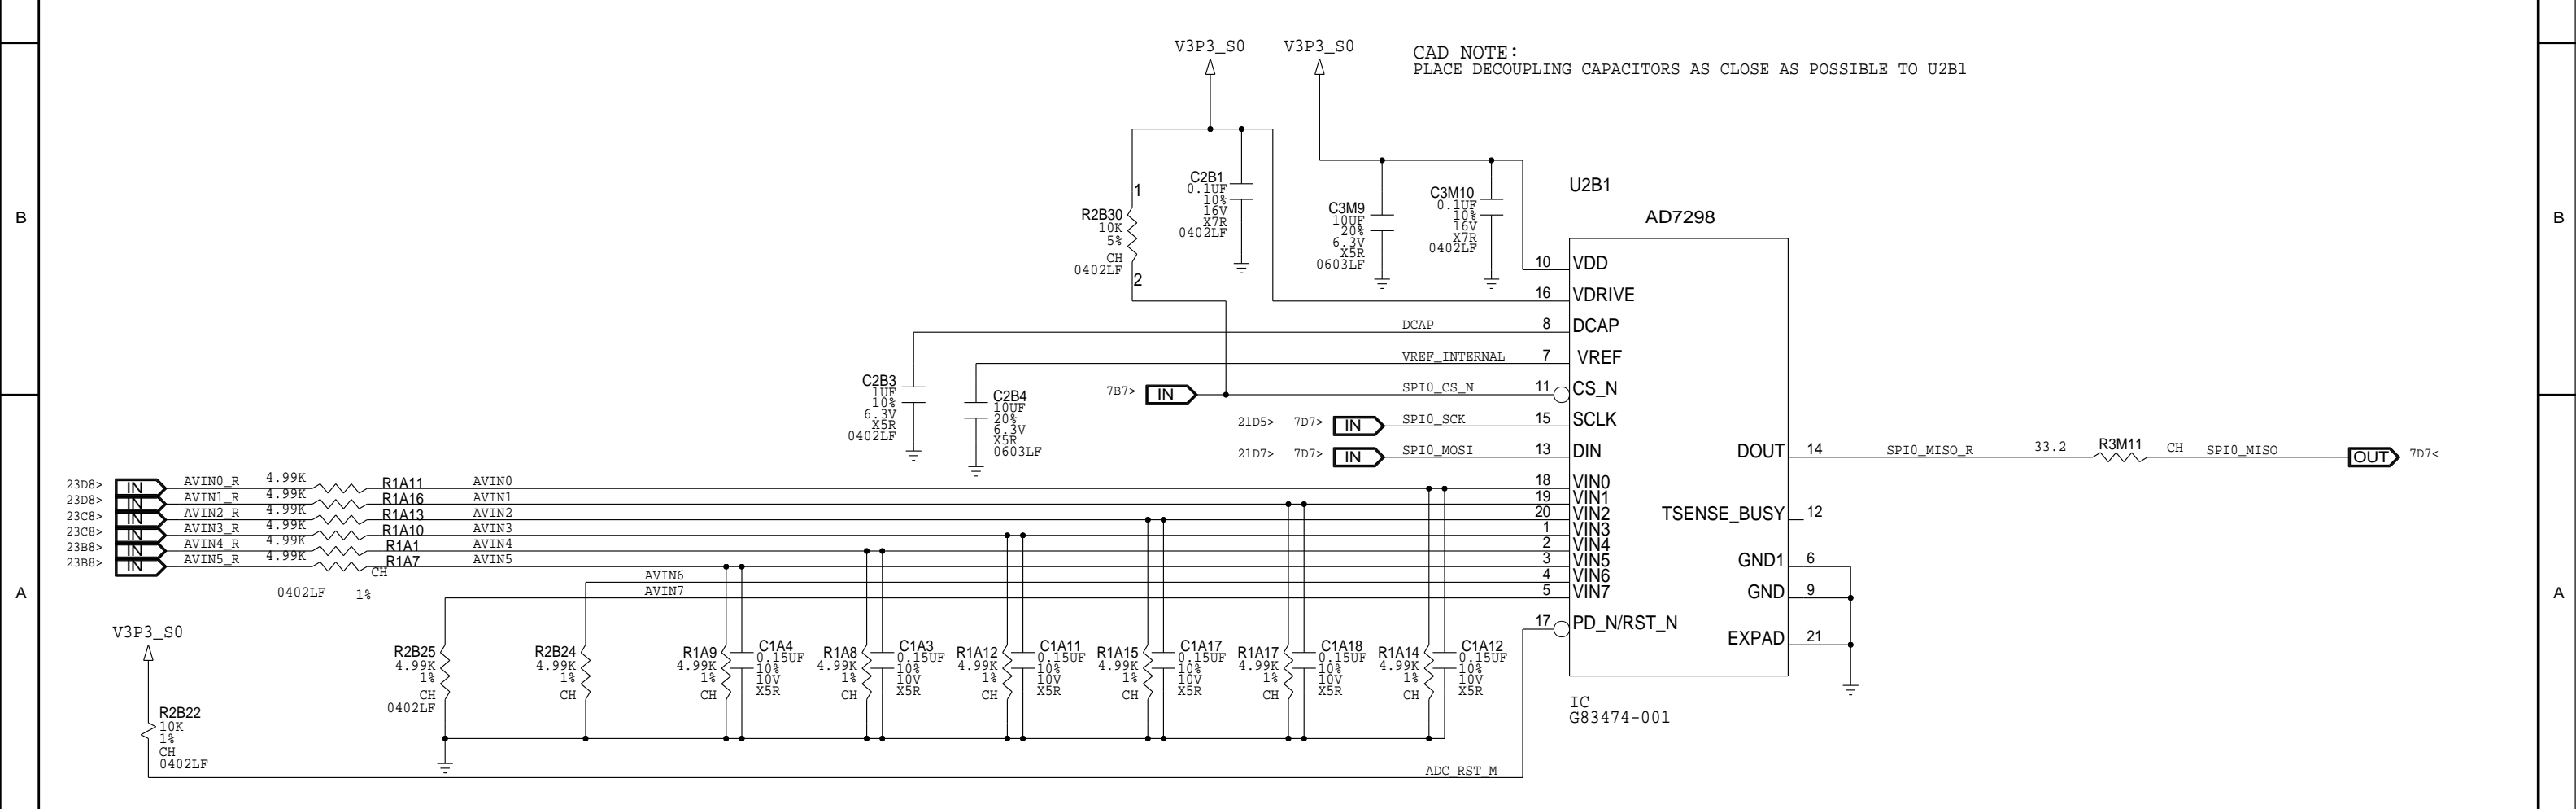 V3P3_S0
V3P3_S0
CAD NOTE:
PLACE DECOUPLING CAPACITORS AS CLOSE AS POSSIBLE TO U2B1
B
B
A
A
1
R2B30
10K
5%
CH
0402LF
2
C2B1
0.1UF
10%
16V
X7R
0402LF
C3M9
10UF
20%
6.3V
X5R
0603LF
C3M10
0.1UF
10%
16V
X7R
0402LF
U2B1
AD7298
10 VDD
16 VDRIVE
DCAP 8 DCAP
VREF_INTERNAL 7 VREF
7B7> IN SPI0_CS_N 11 CS_N
21D5> 7D7> IN SPI0_SCK 15 SCLK
21D7> 7D7> IN SPI0_MOSI 13 DIN
C2B3
1UF
10%
6.3V
X5R
0402LF
C2B4
10UF
20%
6.3V
X5R
0603LF
DOUT 14 SPI0_MISO_R 33.2 R3M11 CH SPI0_MISO OUT 7D7<
23D8> IN AVIN0_R 4.99K R1A11 AVIN0 18 VIN0
23D8> IN AVIN1_R 4.99K R1A16 AVIN1 19 VIN1
23C8> IN AVIN2_R 4.99K R1A13 AVIN2 20 VIN2
23C8> IN AVIN3_R 4.99K R1A10 AVIN3 1 VIN3
23B8> IN AVIN4_R 4.99K R1A1 AVIN4 2 VIN4
23B8> IN AVIN5_R 4.99K R1A7 AVIN5 3 VIN5
CH
0402LF 1%
AVIN6 4 VIN6
AVIN7 5 VIN7
17 PD_N/RST_N
TSENSE_BUSY 12
GND1 6
GND 9
EXPAD 21
V3P3_S0
R2B22
10K
1%
CH
0402LF
R2B25
4.99K
1%
CH
0402LF
R2B24
4.99K
1%
CH
R1A9
4.99K
1%
CH
C1A4
0.15UF
10%
10V
X5R
R1A8
4.99K
1%
CH
C1A3
0.15UF
10%
10V
X5R
R1A12
4.99K
1%
CH
C1A11
0.15UF
10%
10V
X5R
R1A15
4.99K
1%
CH
C1A17
0.15UF
10%
10V
X5R
R1A17
4.99K
1%
CH
C1A18
0.15UF
10%
10V
X5R
R1A14
4.99K
1%
CH
C1A12
0.15UF
10%
10V
X5R
IC
G83474-001
ADC_RST_M